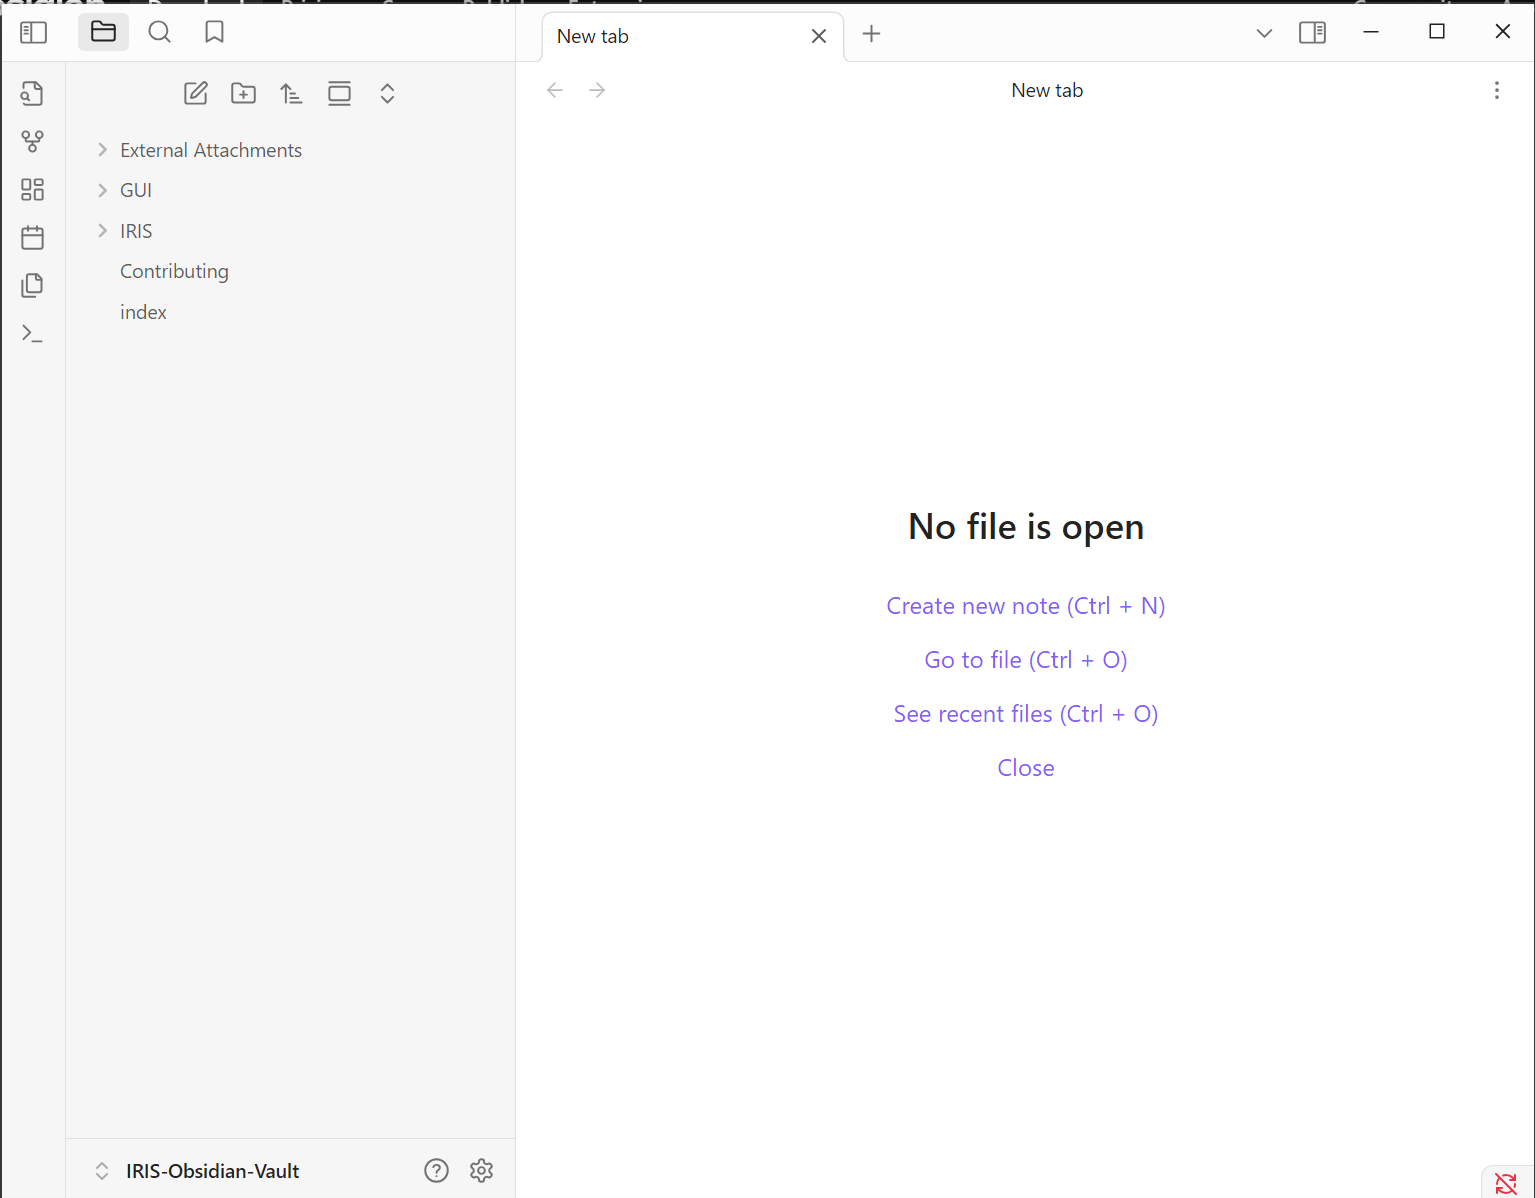 New tab
New tab
External Attachments
GUI
IRIS
Contributing
index
No file is open
Create new note (Ctrl + N)
Go to file (Ctrl + O)
See recent files (Ctrl + O)
Close
IRIS-Obsidian-Vault